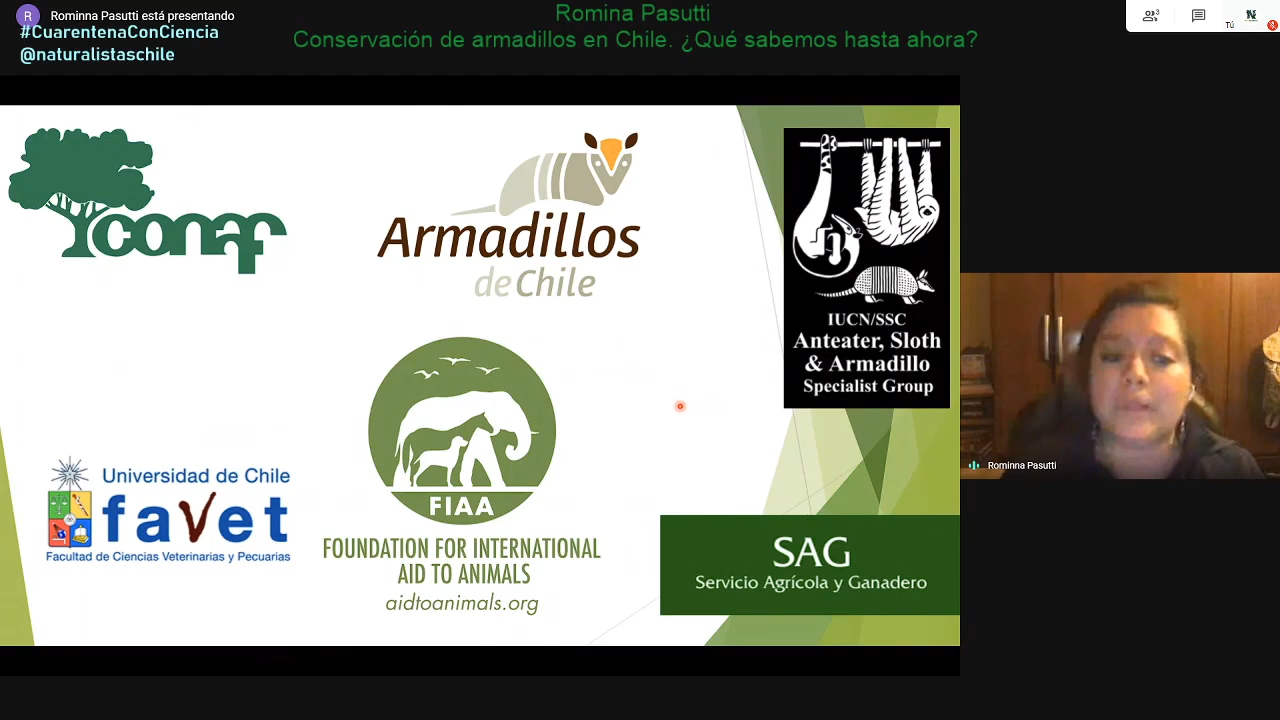 R
Rominna Pasutti está presentando
#CuarentenaConCiencia
@naturalistaschile
Romina Pasutti
Conservación de armadillos en Chile. ¿Qué sabemos hasta ahora?
3
Tú
conaf
Armadillos
de Chile
IUCN/SSC
Anteater, Sloth
& Armadillo
Specialist Group
Rominna Pasutti
Universidad de Chile
favet
Facultad de Ciencias Veterinarias y Pecuarias
FIAA
FOUNDATION FOR INTERNATIONAL
AID TO ANIMALS
aidtoanimals.org
SAG
Servicio Agrícola y Ganadero